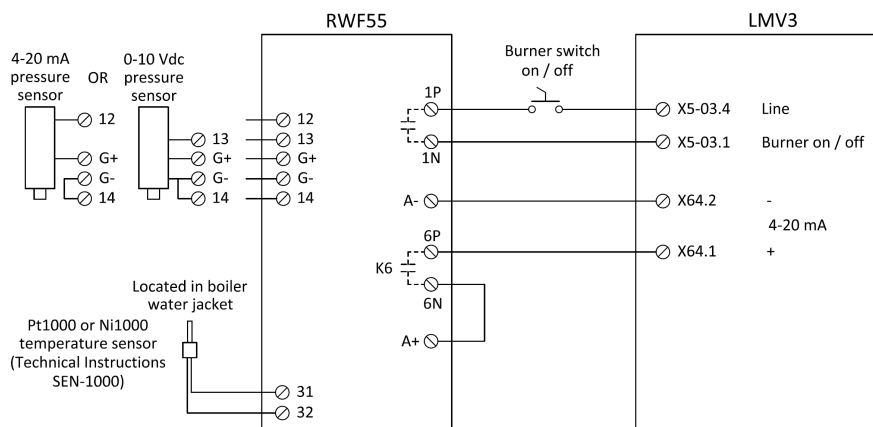 RWF55
LMV3
4-20 mA
pressure
sensor
OR
0-10 Vdc
pressure
sensor
12
G+
G-
14
13
G+
G-
14
12
13
G+
G-
14
Burner switch
on / off
1P
1N
X5-03.4 Line
X5-03.1 Burner on / off
A-
X64.2 -
4-20 mA
6P
X64.1 +
K6
6N
A+
Located in boiler
water jacket
Pt1000 or Ni1000
temperature sensor
(Technical Instructions
SEN-1000)
31
32